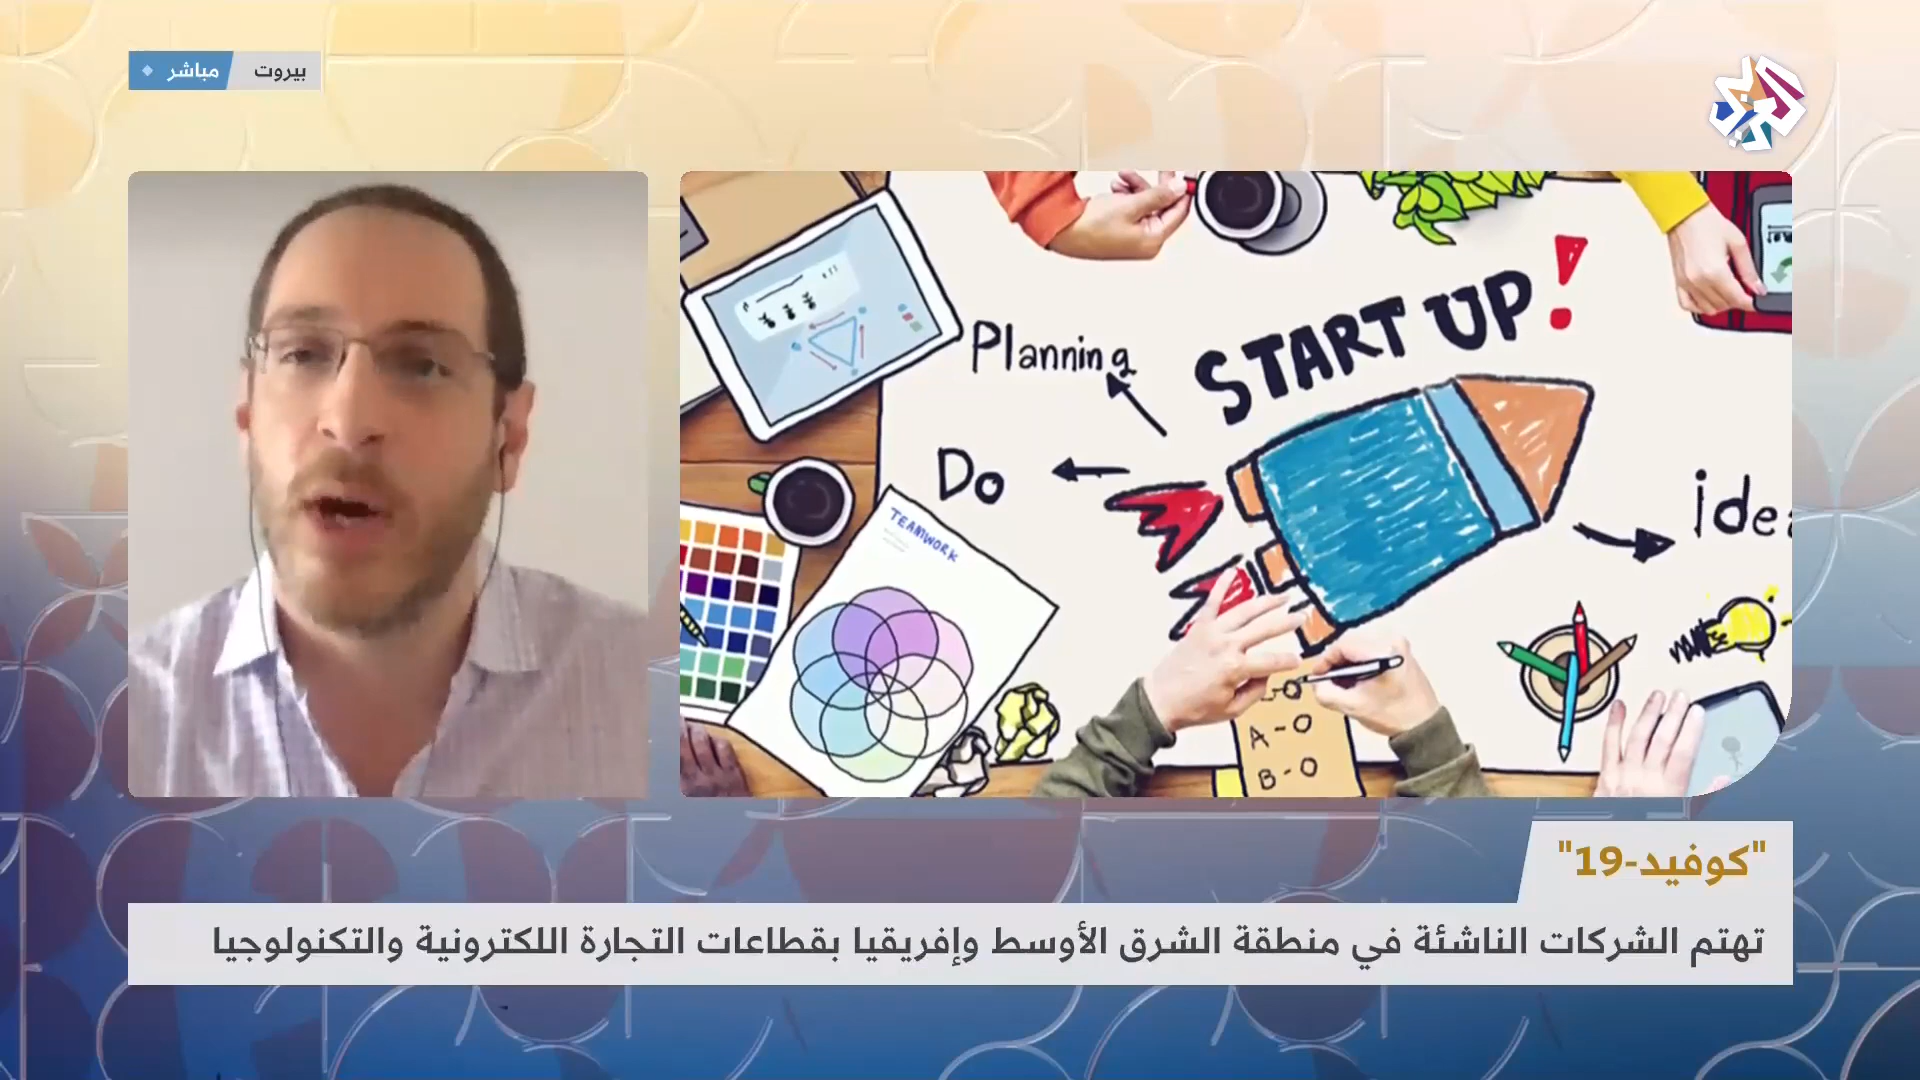 بيروت
مباشر
START UP!
Planning
Do
TEAMWORK
A-O
B-O
"كوفيد-19"
تهتم الشركات الناشئة في منطقة الشرق الأوسط وإفريقيا بقطاعات التجارة اللكترونية والتكنولوجيا